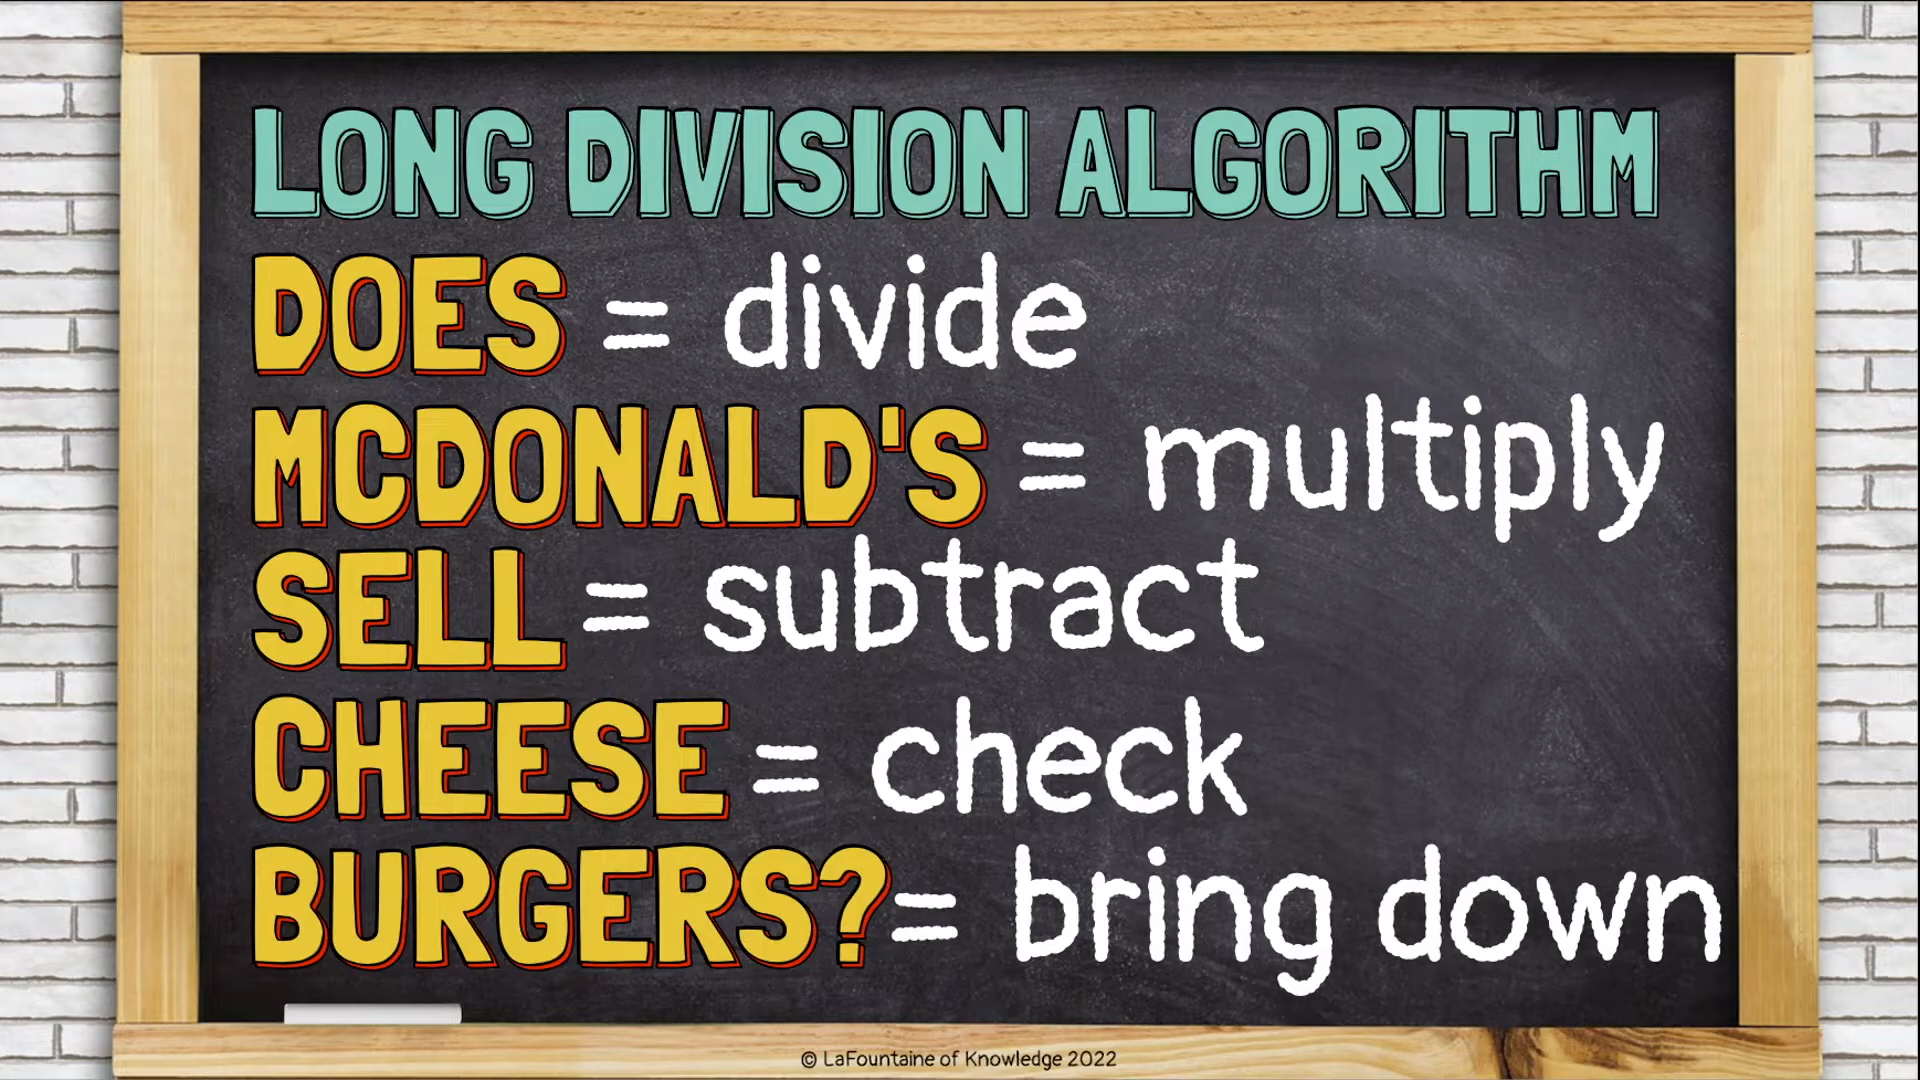 LONG DIVISION ALGORITHM
DOES = divide
MCDONALD'S = multiply
SELL = subtract
CHEESE = check
BURGERS? = bring down
© LaFountaine of Knowledge 2022